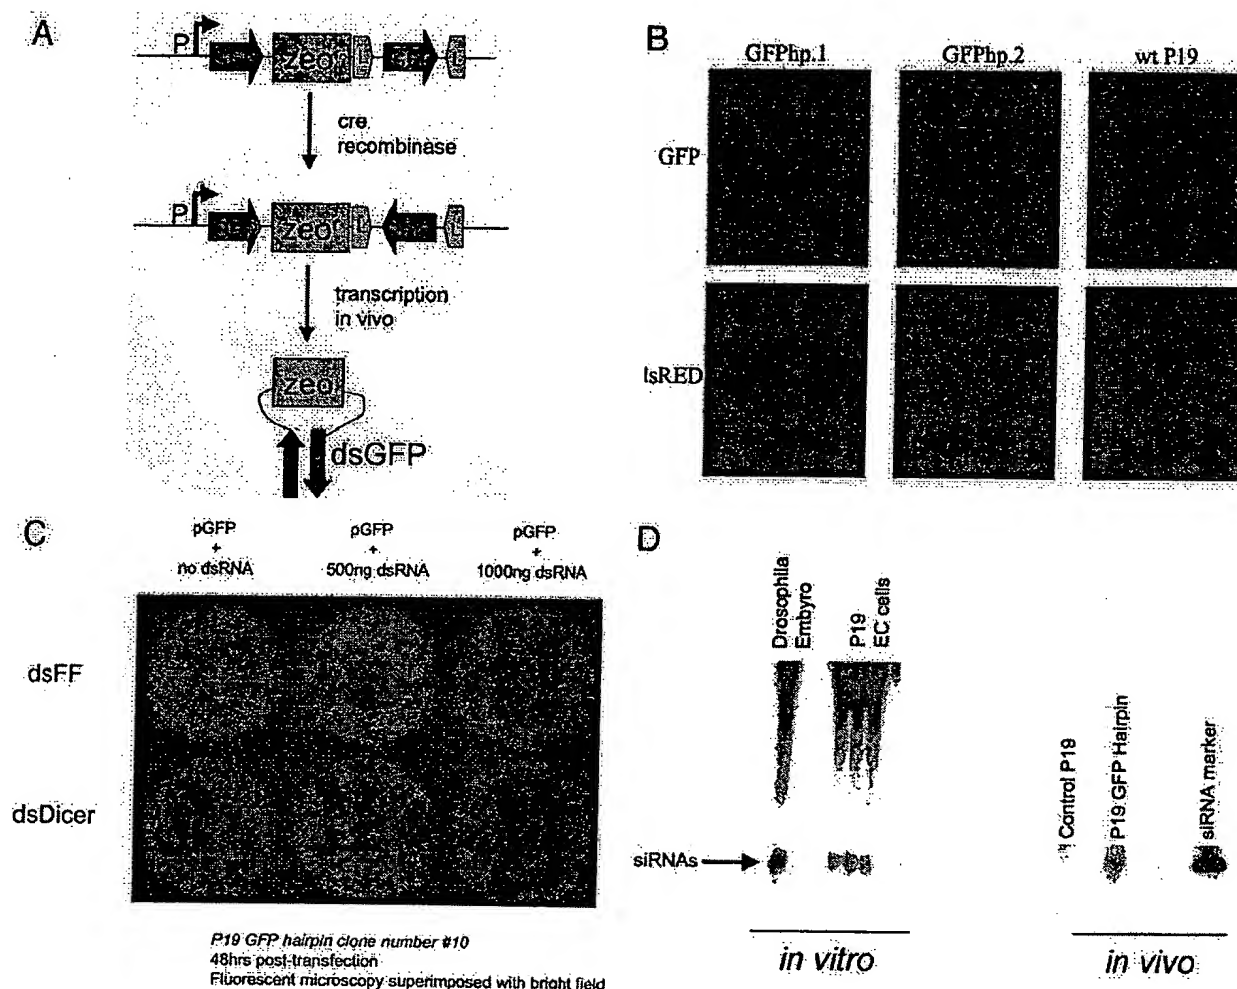 A
P
zeo
L
L
cre
recombinase
P
zeo
L
L
transcription
in vivo
zeo
dsGFP
B
GFPhp.1 GFPhp.2 wt P19
GFP
lsRED
C
pGFP
+
no dsRNA
pGFP
+
500ng dsRNA
pGFP
+
1000ng dsRNA
dsFF
dsDicer
P19 GFP hairpin clone number #10
48hrs post-transfection
Fluorescent microscopy superimposed with bright field
D
Drosophila
Embyro
P19
EC cells
Control P19
P19 GFP Hairpin
siRNA marker
siRNAs
in vitro
in vivo